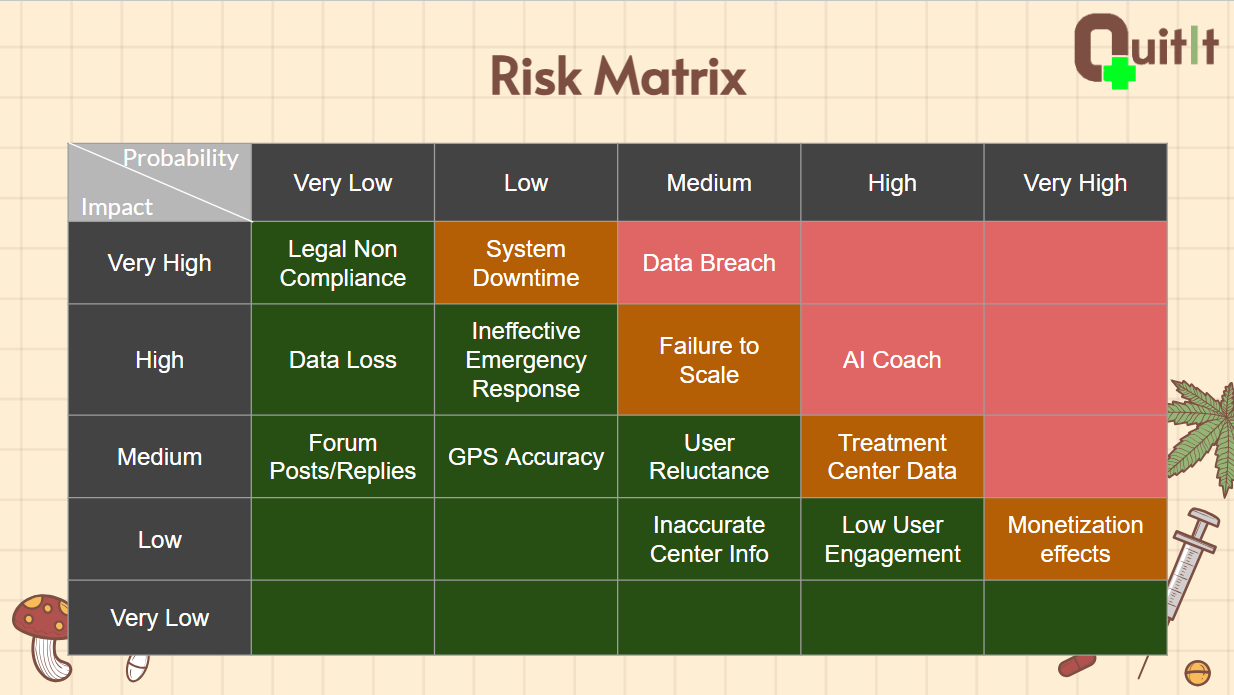 QuitIt
Risk Matrix
Probability
Impact
Very Low
Low
Medium
High
Very High
Very High
Legal Non
Compliance
System
Downtime
Data Breach
High
Data Loss
Ineffective
Emergency
Response
Failure to
Scale
AI Coach
Medium
Forum
Posts/Replies
GPS Accuracy
User
Reluctance
Treatment
Center Data
Low
Inaccurate
Center Info
Low User
Engagement
Monetization
effects
Very Low